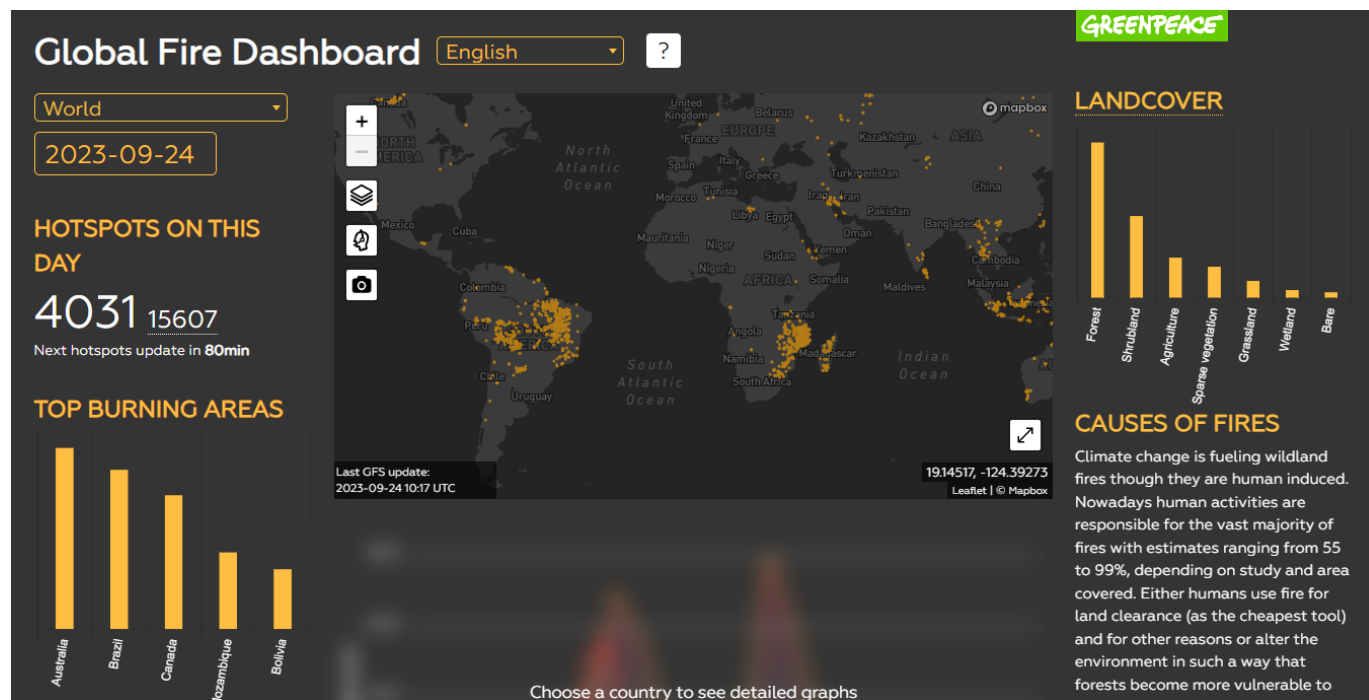 GREENPEACE
Global Fire Dashboard
English
?
World
2023-09-24
HOTSPOTS ON THIS
DAY
4031 15607
Next hotspots update in 80min
TOP BURNING AREAS
Australia
Brazil
Canada
Mozambique
Bolivia
+
−
mapbox
United
Kingdom
Belarus
EUROPE
France
Kazakhstan
ASIA
North
Atlantic
Ocean
Spain
Italy
Greece
Turkmenistan
China
Morocco
Tunisia
Iraq
Iran
Libya
Egypt
Pakistan
Mexico
Cuba
Bangladesh
Oman
Mauritania
Niger
Sudan
Yemen
Cambodia
Nigeria
AFRICA
Somalia
Maldives
Malaysia
Colombia
Peru
Tanzania
Angola
Namibia
Madagascar
Chile
South Africa
Uruguay
South
Atlantic
Ocean
Indian
Ocean
Last GFS update:
2023-09-24 10:17 UTC
19.14517, -124.39273
Leaflet | © Mapbox
Choose a country to see detailed graphs
LANDCOVER
Forest
Shrubland
Agriculture
Sparse vegetation
Grassland
Wetland
Bare
CAUSES OF FIRES
Climate change is fueling wildland
fires though they are human induced.
Nowadays human activities are
responsible for the vast majority of
fires with estimates ranging from 55
to 99%, depending on study and area
covered. Either humans use fire for
land clearance (as the cheapest tool)
and for other reasons or alter the
environment in such a way that
forests become more vulnerable to